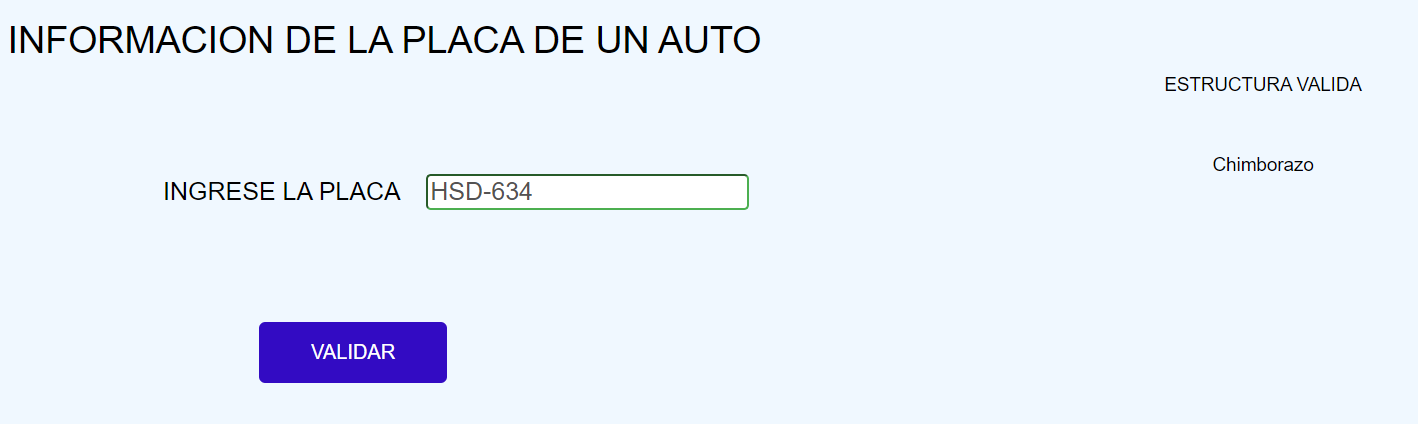 INFORMACION DE LA PLACA DE UN AUTO
ESTRUCTURA VALIDA
Chimborazo
INGRESE LA PLACA
HSD-634
VALIDAR